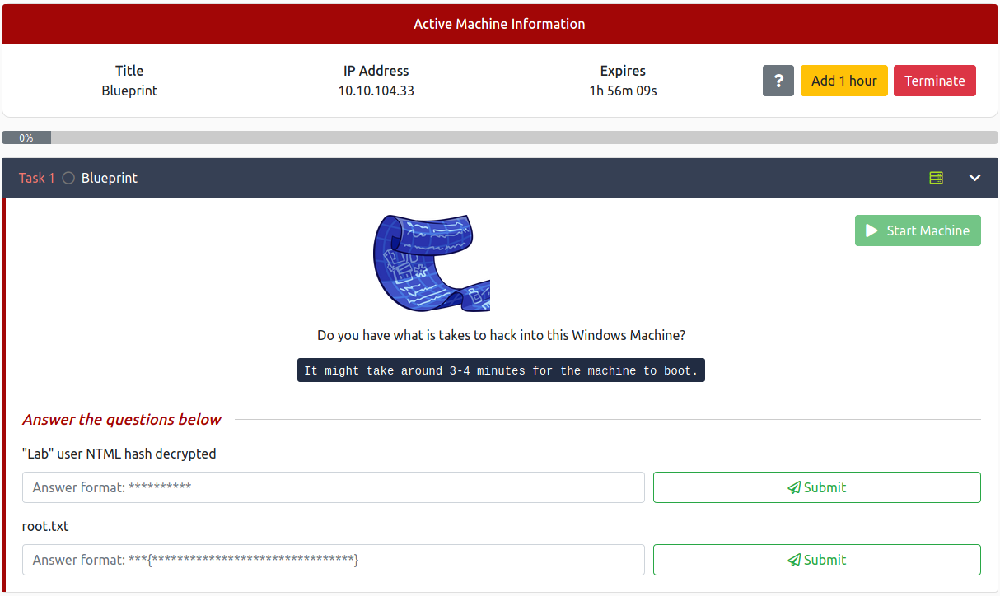 Active Machine Information
Title IP Address Expires
? Add 1 hour Terminate
Blueprint 10.10.104.33 1h 56m 09s
0%
Task 1 Blueprint
Start Machine
Do you have what is takes to hack into this Windows Machine?
It might take around 3-4 minutes for the machine to boot.
Answer the questions below
"Lab" user NTML hash decrypted
Answer format: ********** Submit
root.txt
Answer format: ***{********************************} Submit